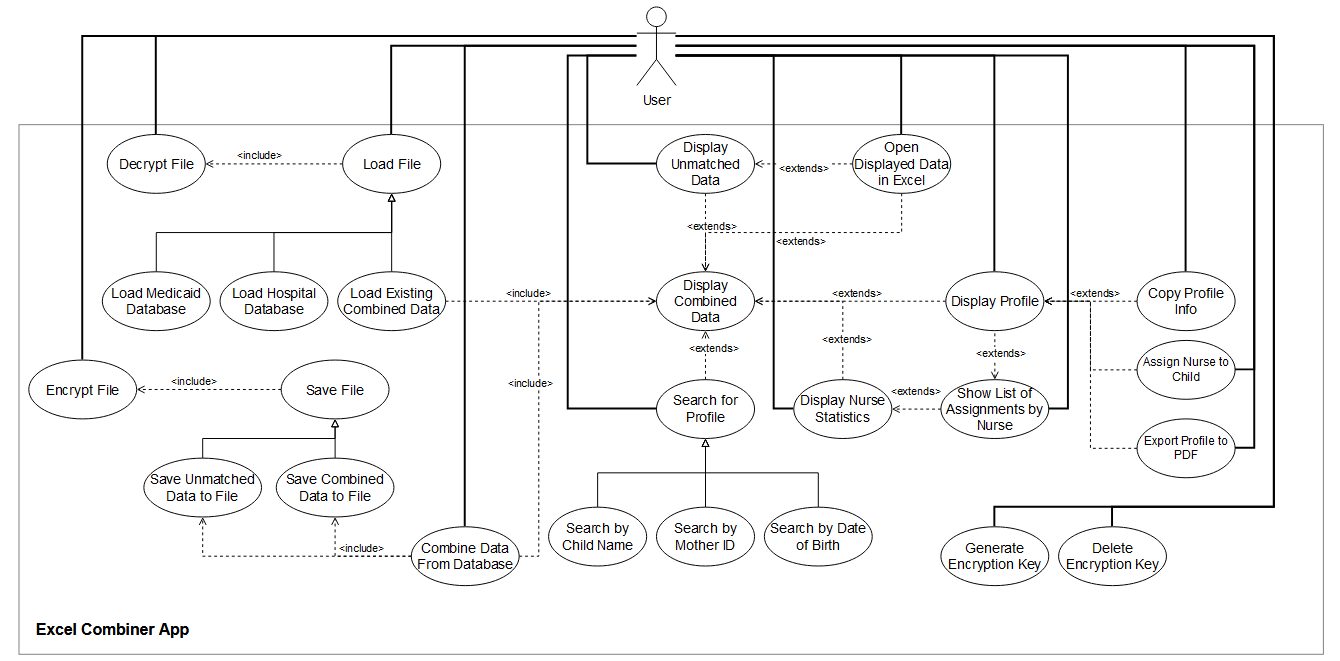 User
Decrypt File
<include>
Load File
Display
Unmatched
Data
<extends>
Open
Displayed Data
in Excel
<extends>
<extends>
Load Medicaid
Database
Load Hospital
Database
Load Existing
Combined Data
<include>
Display
Combined
Data
<extends>
Display Profile
<extends>
Copy Profile
Info
<extends>
<extends>
<extends>
Assign Nurse to
Child
Encrypt File
<include>
Save File
<include>
Search for
Profile
Display Nurse
Statistics
<extends>
Show List of
Assignments by
Nurse
Export Profile to
PDF
Save Unmatched
Data to File
Save Combined
Data to File
<include>
Combine Data
From Database
Search by
Child Name
Search by
Mother ID
Search by Date
of Birth
Generate
Encryption Key
Delete
Encryption Key
Excel Combiner App